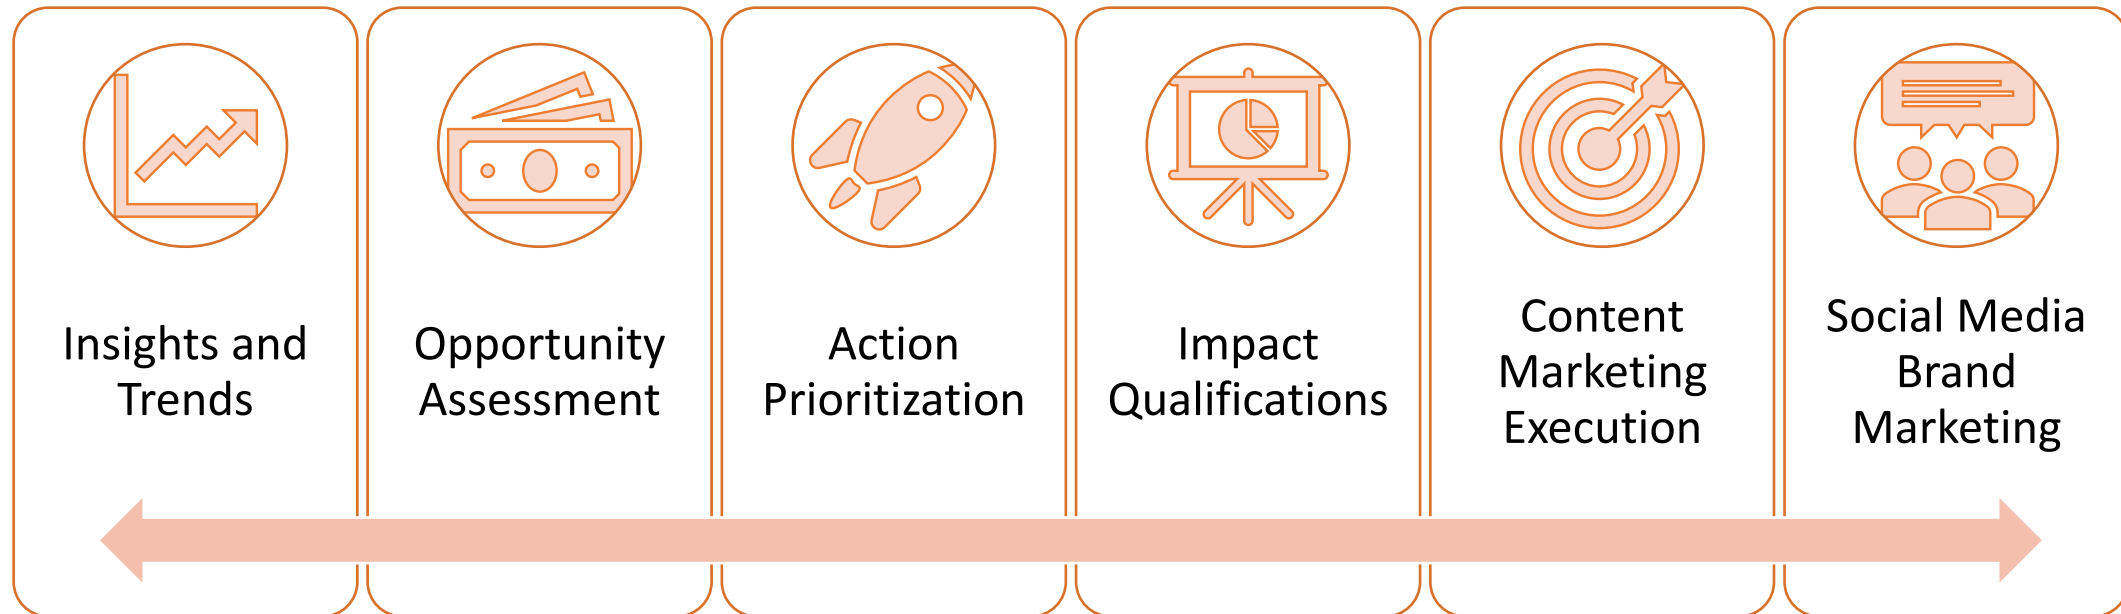 Insights and
Trends
Opportunity
Assessment
Action
Prioritization
Impact
Qualifications
Content
Marketing
Execution
Social Media
Brand
Marketing